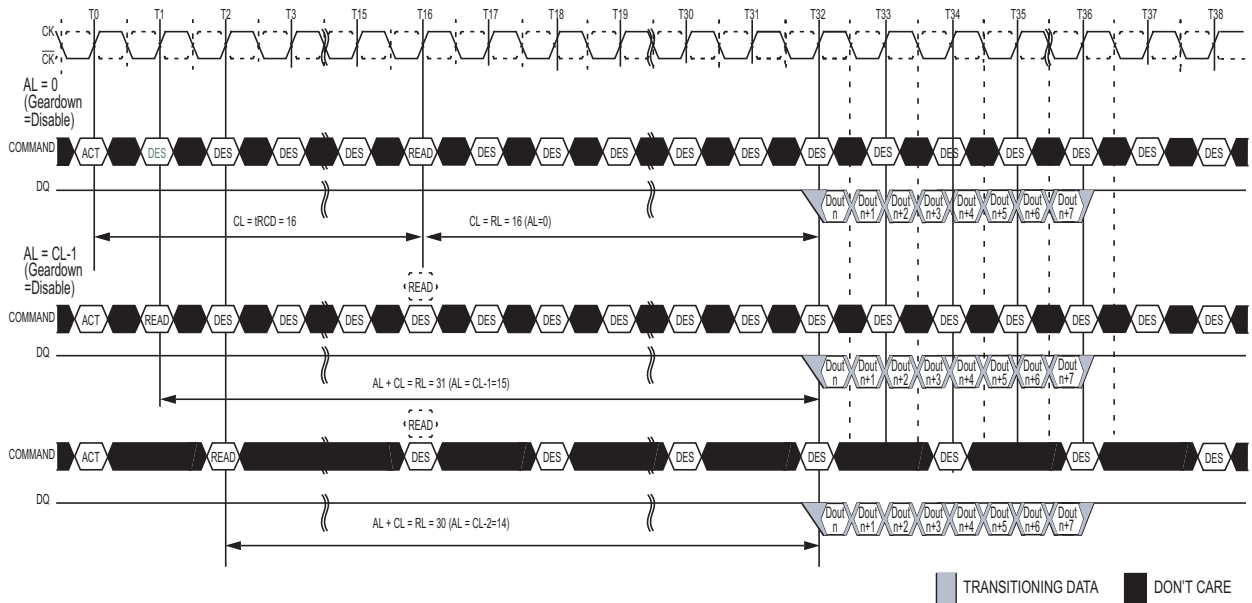 T0 T1 T2 T3 T15 T16 T17 T18 T19 T30 T31 T32 T33 T34 T35 T36 T37 T38
CK
CK
AL = 0
(Geardown
=Disable)
COMMAND ACT DES DES DES DES READ DES DES DES DES DES DES DES DES DES DES DES DES
DQ
Dout n Dout n+1 Dout n+2 Dout n+3 Dout n+4 Dout n+5 Dout n+6 Dout n+7
CL = tRCD = 16 CL = RL = 16 (AL=0)
AL = CL-1
(Geardown
=Disable)
READ
COMMAND ACT READ DES DES DES DES DES DES DES DES DES DES DES DES DES DES DES DES
DQ
Dout n Dout n+1 Dout n+2 Dout n+3 Dout n+4 Dout n+5 Dout n+6 Dout n+7
AL + CL = RL = 31 (AL = CL-1=15)
READ
COMMAND ACT READ DES DES DES DES DES DES DES
DQ
Dout n Dout n+1 Dout n+2 Dout n+3 Dout n+4 Dout n+5 Dout n+6 Dout n+7
AL + CL = RL = 30 (AL = CL-2=14)
TRANSITIONING DATA DON'T CARE